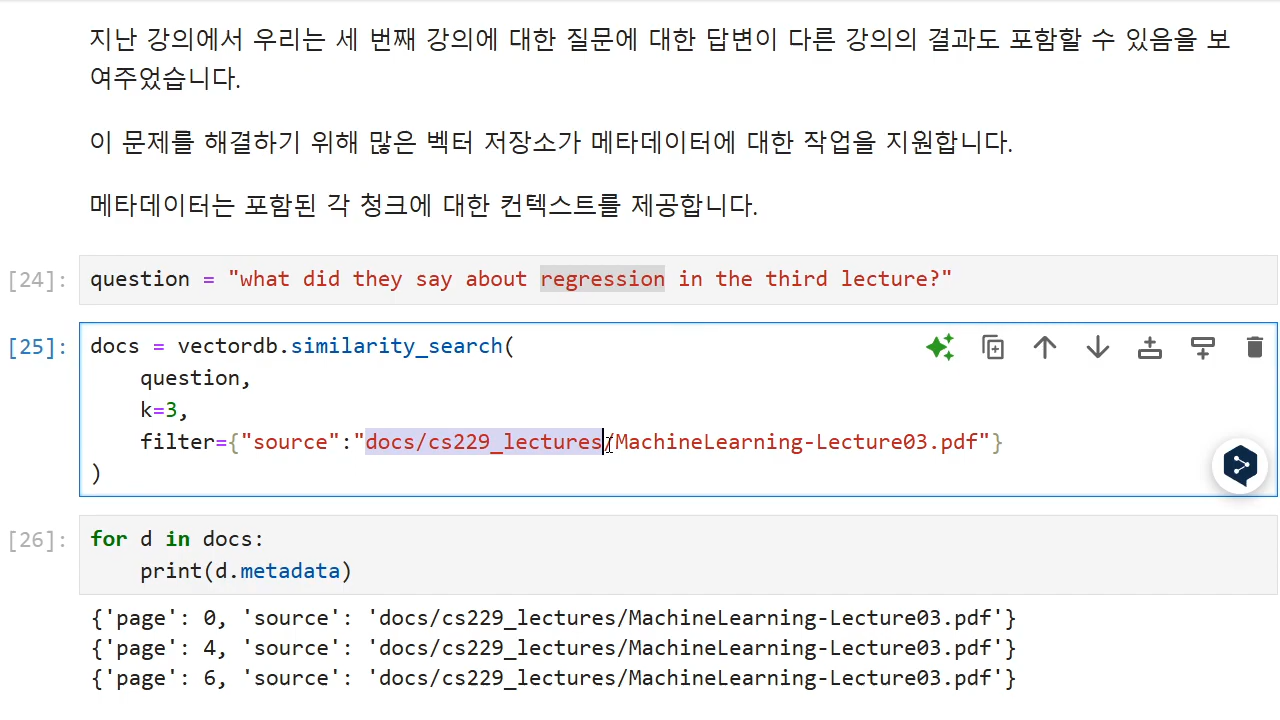 지난 강의에서 우리는 세 번째 강의에 대한 질문에 대한 답변이 다른 강의의 결과도 포함할 수 있음을 보
여주었습니다.
이 문제를 해결하기 위해 많은 벡터 저장소가 메타데이터에 대한 작업을 지원합니다.
메타데이터는 포함된 각 청크에 대한 컨텍스트를 제공합니다.
[24]: question = "what did they say about regression in the third lecture?"
[25]: docs = vectordb.similarity_search(
    question,
    k=3,
    filter={"source":"docs/cs229_lectures/MachineLearning-Lecture03.pdf"}
)
[26]: for d in docs:
    print(d.metadata)
{'page': 0, 'source': 'docs/cs229_lectures/MachineLearning-Lecture03.pdf'}
{'page': 4, 'source': 'docs/cs229_lectures/MachineLearning-Lecture03.pdf'}
{'page': 6, 'source': 'docs/cs229_lectures/MachineLearning-Lecture03.pdf'}